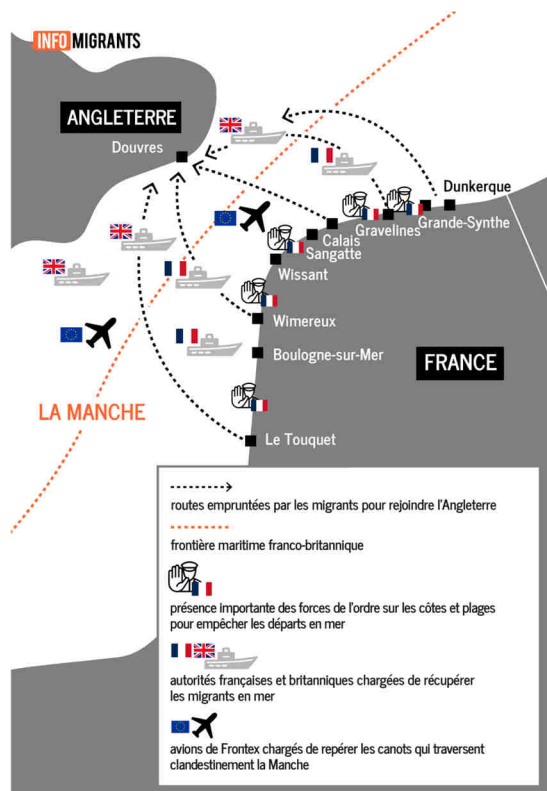 INFO MIGRANTS
ANGLETERRE
Douvres
Dunkerque
Grande-Synthe
Gravelines
Calais
Sangatte
Wissant
Wimereux
Boulogne-sur-Mer
FRANCE
LA MANCHE
Le Touquet
routes empruntées par les migrants pour rejoindre l'Angleterre
frontière maritime franco-britannique
présence importante des forces de l'ordre sur les côtes et plages
pour empêcher les départs en mer
autorités françaises et britanniques chargées de récupérer
les migrants en mer
avions de Frontex chargés de repérer les canots qui traversent
clandestinement la Manche